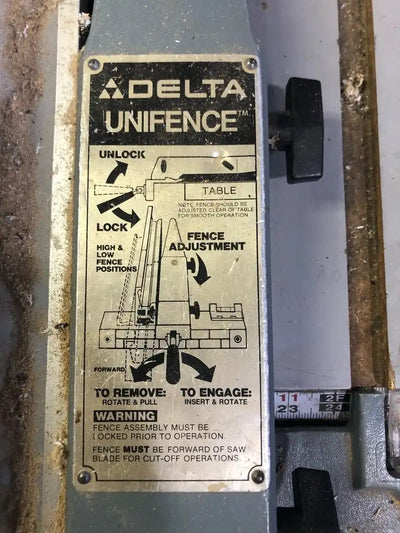 DELTA
UNIFENCE™
UNLOCK
TABLE
NOTE: FENCE SHOULD BE
ADJUSTED CLEAR OF TABLE
FOR SMOOTH OPERATION
LOCK
HIGH &
LOW
FENCE
POSITIONS
FENCE
ADJUSTMENT
FORWARD
TO REMOVE:
ROTATE & PULL
TO ENGAGE:
INSERT & ROTATE
WARNING
FENCE ASSEMBLY MUST BE
LOCKED PRIOR TO OPERATION.
FENCE MUST BE FORWARD OF SAW
BLADE FOR CUT-OFF OPERATIONS.
11
23 24